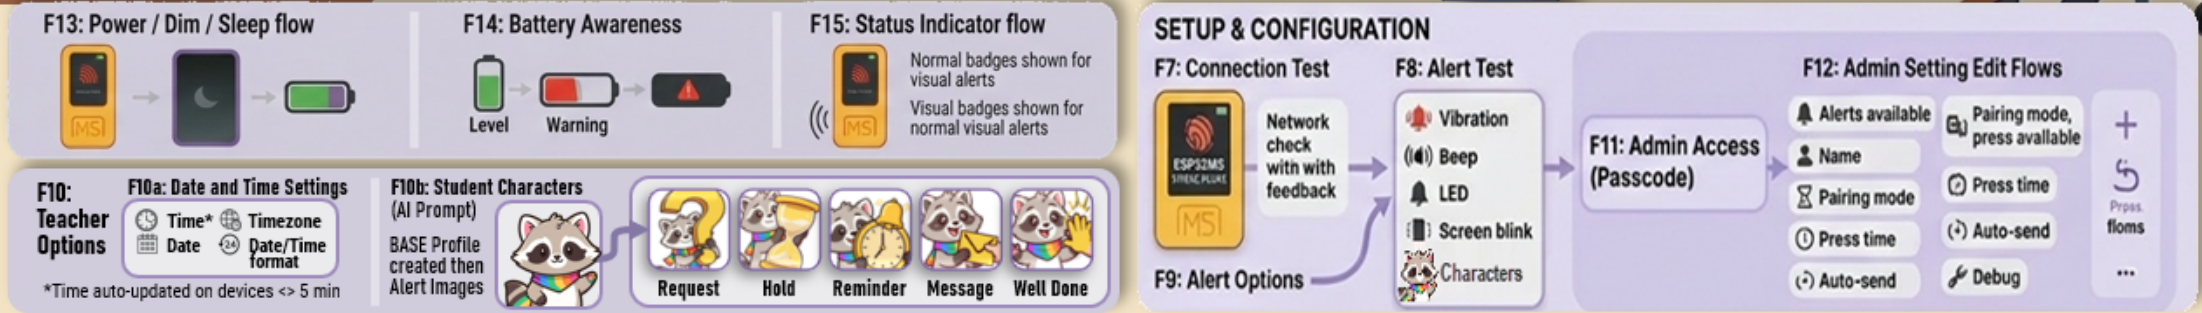 F13: Power / Dim / Sleep flow
MS
F14: Battery Awareness
Level
Warning
F15: Status Indicator flow
MS
Normal badges shown for
visual alerts
Visual badges shown for
normal visual alerts
F10:
Teacher
Options
F10a: Date and Time Settings
Time*
Timezone
Date
24
Date/Time
format
*Time auto-updated on devices <> 5 min
F10b: Student Characters
(AI Prompt)
BASE Profile
created then
Alert Images
Request
Hold
Reminder
Message
Well Done
SETUP & CONFIGURATION
F7: Connection Test
ESP32MS
MS
Network
check
with with
feedback
F9: Alert Options
F8: Alert Test
Vibration
Beep
LED
Screen blink
Characters
F11: Admin Access
(Passcode)
F12: Admin Setting Edit Flows
Alerts available
Name
Pairing mode
Press time
Auto-send
Pairing mode,
press available
Press time
Auto-send
Debug
Prpss.
floms
...